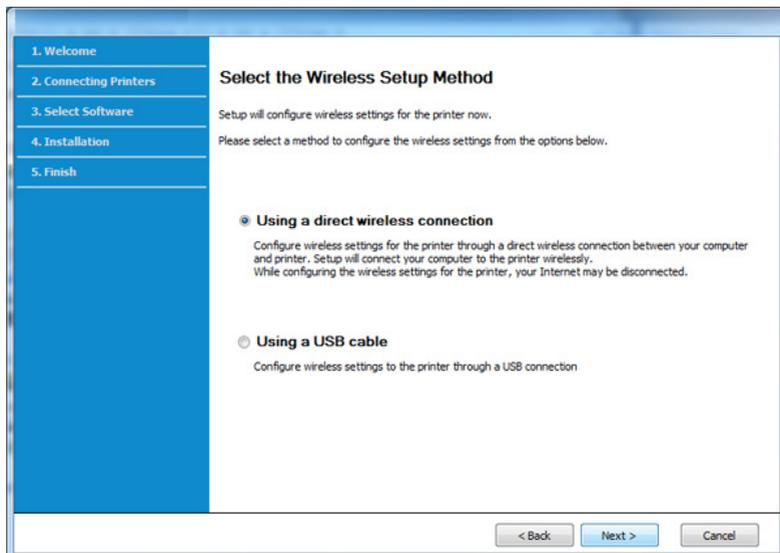 1. Welcome
2. Connecting Printers
3. Select Software
4. Installation
5. Finish
Select the Wireless Setup Method
Setup will configure wireless settings for the printer now.
Please select a method to configure the wireless settings from the options below.
Using a direct wireless connection
Configure wireless settings for the printer through a direct wireless connection between your computer
and printer. Setup will connect your computer to the printer wirelessly.
While configuring the wireless settings for the printer, your Internet may be disconnected.
Using a USB cable
Configure wireless settings to the printer through a USB connection
< Back Next > Cancel